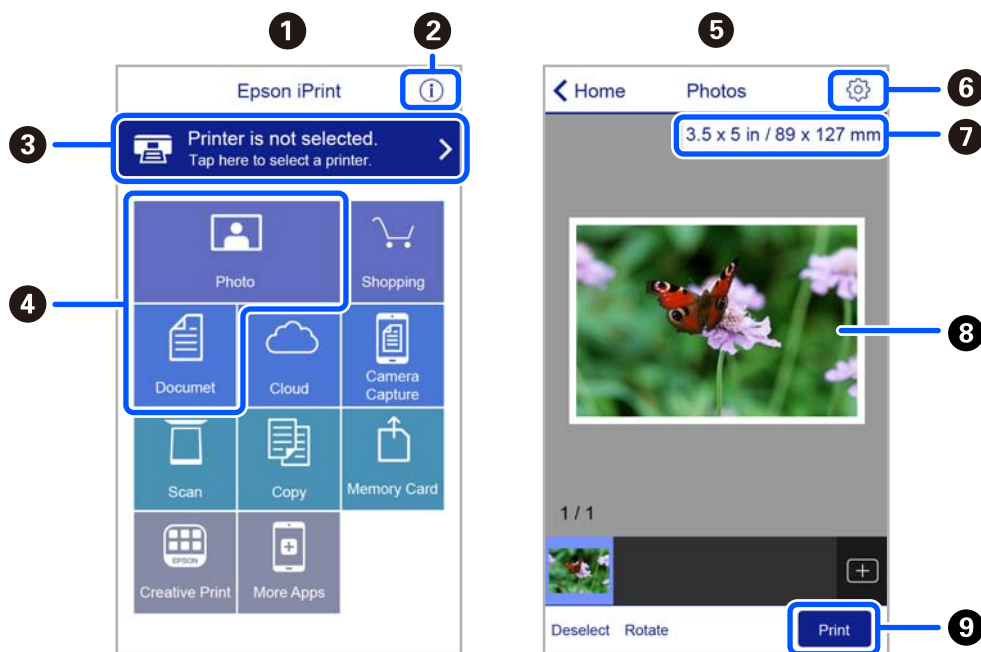 1
2
Epson iPrint
i
3
Printer is not selected.
Tap here to select a printer.
4
Photo
Shopping
Documet
Cloud
Camera
Capture
Scan
Copy
Memory Card
EPSON
Creative Print
More Apps
5
Home
Photos
6
3.5 x 5 in / 89 x 127 mm
7
8
1 / 1
Deselect
Rotate
Print
9